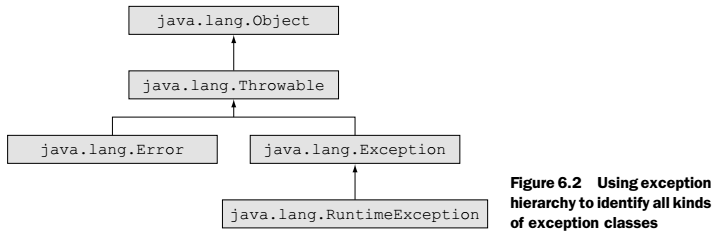 java.lang.Object
java.lang.Throwable
java.lang.Error
java.lang.Exception
java.lang.RuntimeException
Figure 6.2 Using exception
hierarchy to identify all kinds
of exception classes